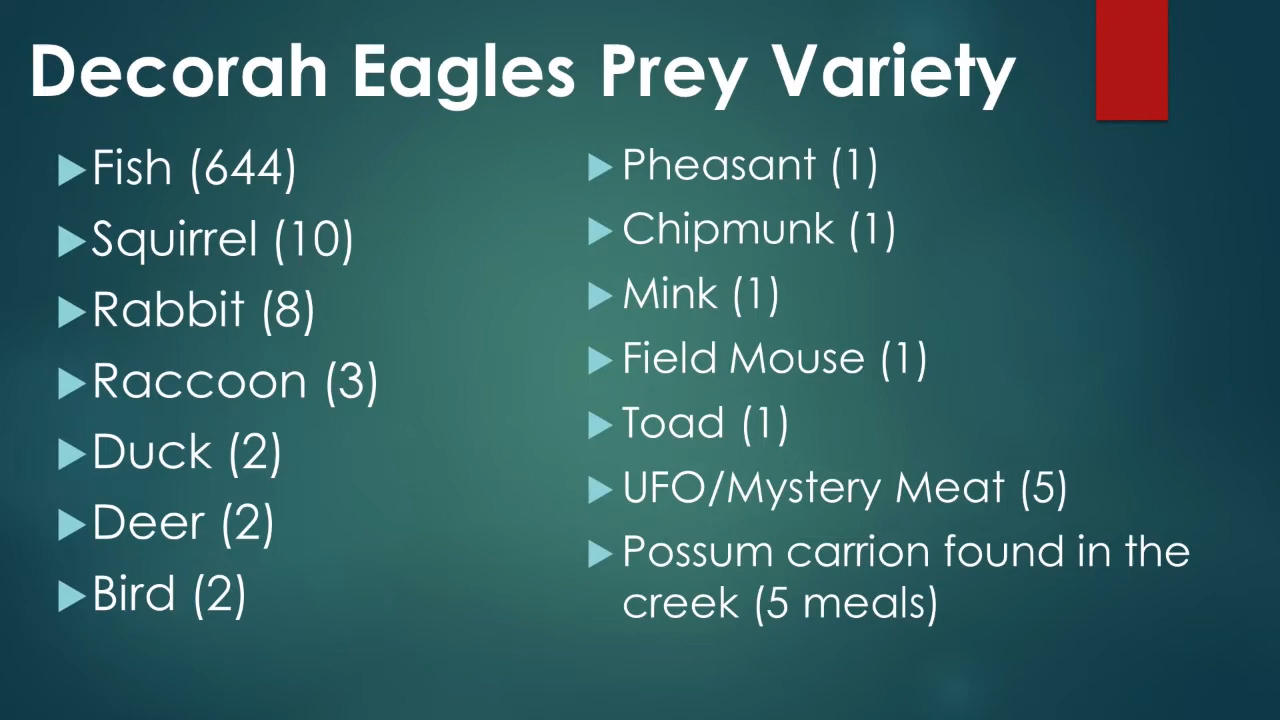 Decorah Eagles Prey Variety
Fish (644)
Squirrel (10)
Rabbit (8)
Raccoon (3)
Duck (2)
Deer (2)
Bird (2)
Pheasant (1)
Chipmunk (1)
Mink (1)
Field Mouse (1)
Toad (1)
UFO/Mystery Meat (5)
Possum carrion found in the
creek (5 meals)